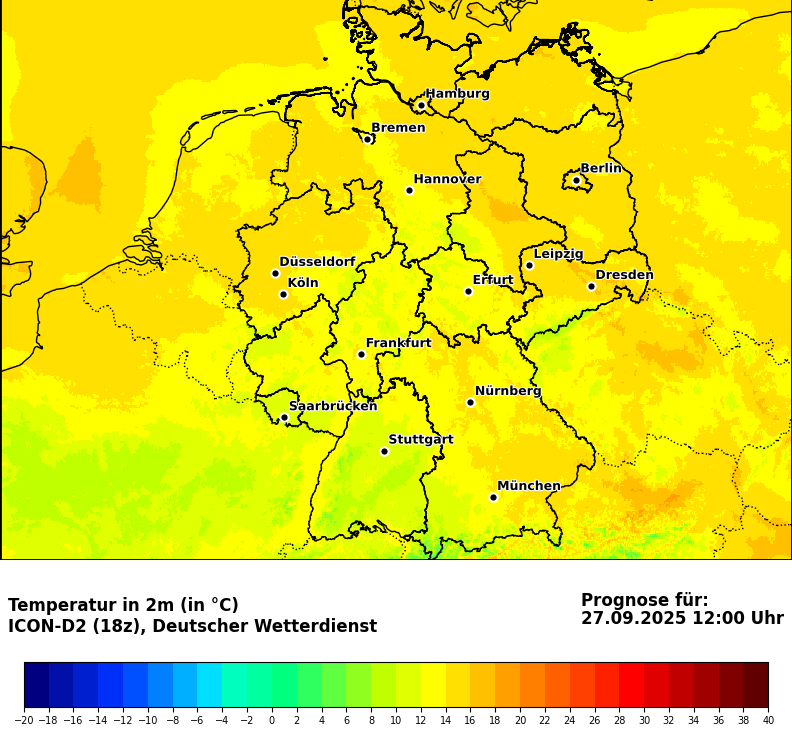 Hamburg
Bremen
Berlin
Hannover
Leipzig
Düsseldorf
Dresden
Köln
Erfurt
Frankfurt
Nürnberg
Saarbrücken
Stuttgart
München
Temperatur in 2m (in °C)
ICON-D2 (18z), Deutscher Wetterdienst
Prognose für:
27.09.2025 12:00 Uhr
−20 −18 −16 −14 −12 −10 −8 −6 −4 −2 0 2 4 6 8 10 12 14 16 18 20 22 24 26 28 30 32 34 36 38 40